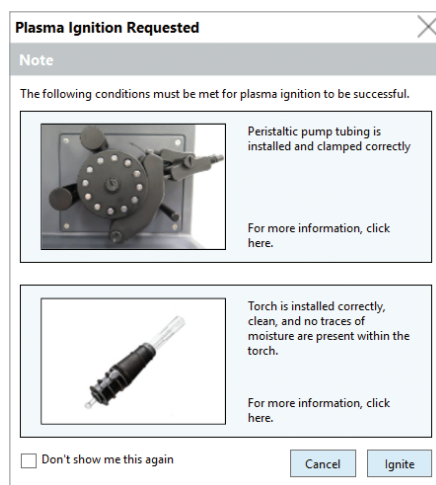 Plasma Ignition Requested
Note
The following conditions must be met for plasma ignition to be successful.
Peristaltic pump tubing is
installed and clamped correctly
For more information, click
here.
Torch is installed correctly,
clean, and no traces of
moisture are present within the
torch.
For more information, click
here.
Don't show me this again
Cancel
Ignite